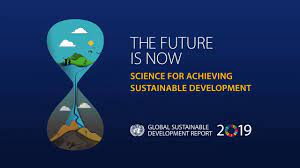 THE FUTURE
IS NOW
SCIENCE FOR ACHIEVING
SUSTAINABLE DEVELOPMENT
GLOBAL SUSTAINABLE
DEVELOPMENT REPORT
2019